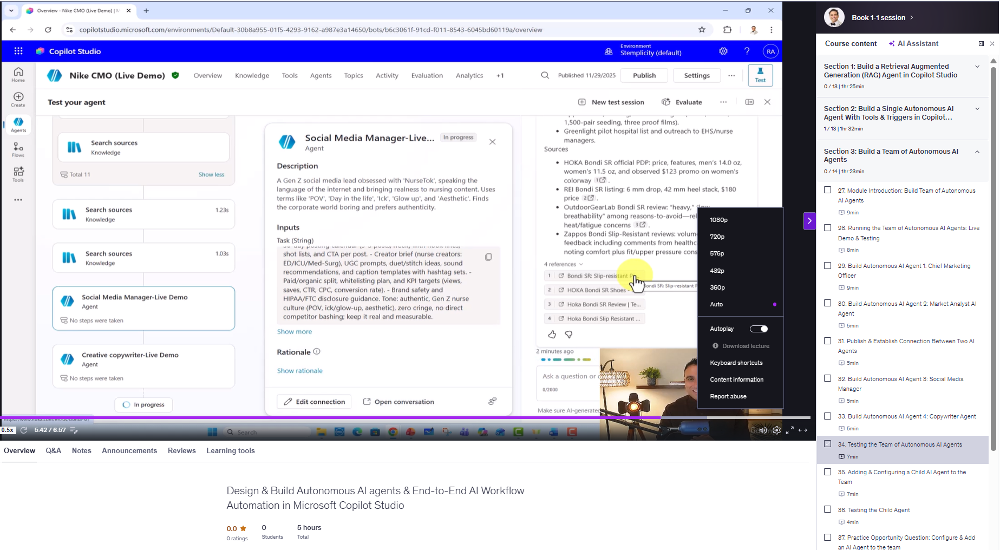 Overview - Nike CMO (Live Demo) | M
copilotstudio.microsoft.com/environments/Default-30b8a955-01f5-4293-9162-a987e3a14650/bots/b6c3061f-91cd-f011-8543-6045bd60119a/overview
Copilot Studio
Environment
Stemplicity (default)
RA
Home
Create
Agents
Flows
Tools
Nike CMO (Live Demo)
Overview
Knowledge
Tools
Agents
Topics
Activity
Evaluation
Analytics
+1
Published 11/29/2025
Publish
Settings
Test
Test your agent
New test session
Evaluate
Search sources
Knowledge
Total 11
Show less
Search sources
1.23s
Knowledge
Search sources
1.03s
Knowledge
Social Media Manager-Live Demo
Agent
No steps were taken
Creative copywriter-Live Demo
Agent
No steps were taken
In progress
Social Media Manager-Live...
In progress
Agent
Description
A Gen Z social media lead obsessed with 'NurseTok', speaking the
language of the internet and bringing realness to nursing content. Uses
terms like 'POV', 'Day in the life', 'Ick', 'Glow up', and 'Aesthetic'. Finds
the corporate world boring and prefers authenticity.
Inputs
Task (String)
shot lists, and CTA per post. - Creator brief (nurse creators:
ED/ICU/Med-Surg), UGC prompts, duet/stitch ideas, sound
recommendations, and caption templates with hashtag sets. -
Paid/organic split, whitelisting plan, and KPI targets (views,
saves, CTR, CPC, conversion rate). - Brand safety and
HIPAA/FTC disclosure guidance. Tone: authentic, Gen Z nurse
culture (POV, ick/glow-up, aesthetic), zero cringe, no direct
competitor bashing; keep it real and measurable.
Show more
Rationale
Show rationale
Edit connection
Open conversation
1,500-pair seeding, three proof films).
• Greenlight pilot hospital list and outreach to EHS/nurse
managers.
Sources
• HOKA Bondi SR official PDP: price, features, men's 14.0 oz,
women's 11.5 oz, and observed $123 promo on women's
colorway 1 .
• REI Bondi SR listing: 6 mm drop, 42 mm heel stack, $180
price 2 .
• OutdoorGearLab Bondi SR review: "heavy," "low
breathability" among reasons-to-avoid—rel
heat/fatigue concerns 3 .
• Zappos Bondi Slip-Resistant reviews: volum
feedback including comments from healthc
noting comfort plus fit/upper pressure cons
4 references
1 Bondi SR: Slip-resistant P
Bondi SR: Slip-resistant P
2 HOKA Bondi SR Shoes -
3 Hoka Bondi SR Review | Te...
4 Hoka Bondi Slip Resistant ...
2 minutes ago
Ask a question or
0/2000
Make sure AI-generated
1080p
720p
576p
432p
360p
Auto
Autoplay
Download lecture
Keyboard shortcuts
Content information
Report abuse
https://www.hoka.com/en/us/bondi-sr/
0.5x
5:42 / 6:57
Search
Overview
Q&A
Notes
Announcements
Reviews
Learning tools
Design & Build Autonomous AI agents & End-to-End AI Workflow
Automation in Microsoft Copilot Studio
0.0
0 ratings
0
Students
5 hours
Total
Book 1-1 session
Course content
AI Assistant
Section 1: Build a Retrieval Augmented
Generation (RAG) Agent in Copilot Studio
0 / 13 | 1hr 25min
Section 2: Build a Single Autonomous AI
Agent With Tools & Triggers in Copilot...
1 / 13 | 1hr 32min
Section 3: Build a Team of Autonomous AI
Agents
0 / 14 | 1hr 23min
27. Module Introduction: Build Team of Autonomous
AI Agents
9min
28. Running the Team of Autonomous AI Agents: Live
Demo & Testing
8min
29. Build Autonomous AI Agent 1: Chief Marketing
Officer
9min
30. Build Autonomous AI Agent 2: Market Analyst AI
Agent
5min
31. Publish & Establish Connection Between Two AI
Agents
5min
32. Build Autonomous AI Agent 3: Social Media
Manager
5min
33. Build Autonomous AI Agent 4: Copywriter Agent
5min
34. Testing the Team of Autonomous AI Agents
7min
35. Adding & Configuring a Child AI Agent to the
Team
7min
36. Testing the Child Agent
4min
37. Practice Opportunity Question: Configure & Add
an AI Agent to the team